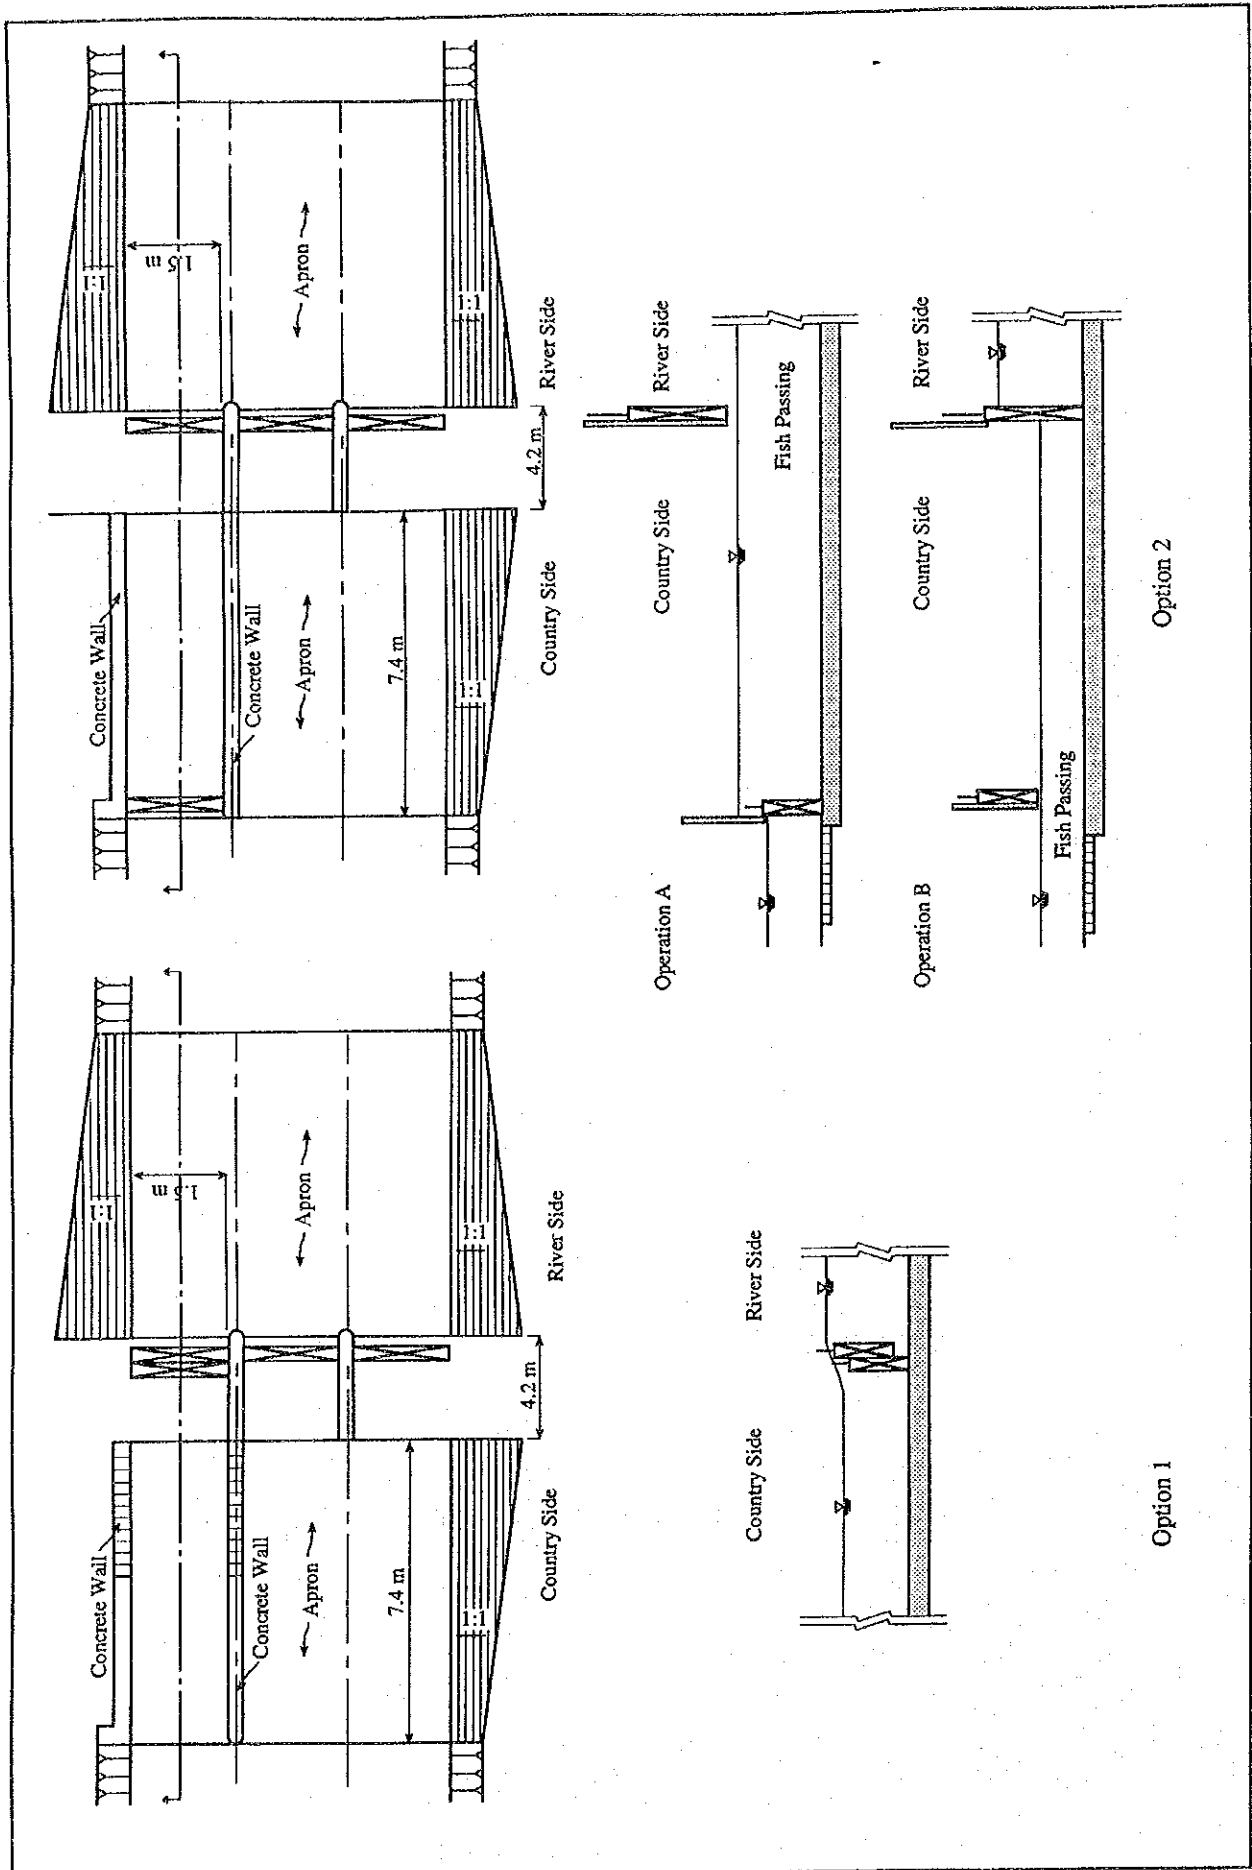 Concrete Wall
1:1
1.5 m
Apron
Apron
Concrete Wall
7.4 m
4.2 m
1:1
1:1
Country Side
River Side
Country Side
River Side
Option 1
Concrete Wall
1:1
1.5 m
Apron
Apron
Concrete Wall
7.4 m
4.2 m
1:1
1:1
Country Side
River Side
Operation A
Country Side
River Side
Fish Passing
Operation B
Country Side
River Side
Fish Passing
Option 2